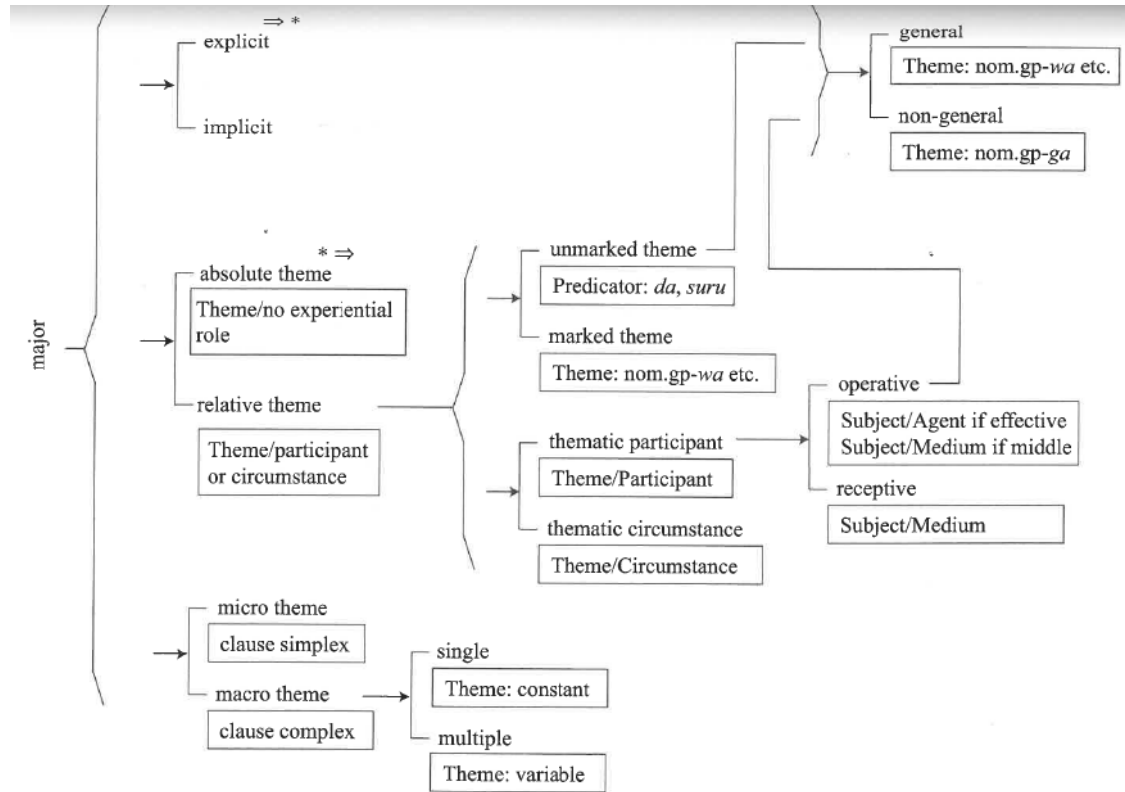 ⇒ *
explicit
implicit
general
Theme: nom.gp-wa etc.
non-general
Theme: nom.gp-ga
major
* ⇒
absolute theme
Theme/no experiential
role
relative theme
Theme/participant
or circumstance
unmarked theme
Predicator: da, suru
marked theme
Theme: nom.gp-wa etc.
thematic participant
Theme/Participant
thematic circumstance
Theme/Circumstance
operative
Subject/Agent if effective
Subject/Medium if middle
receptive
Subject/Medium
micro theme
clause simplex
macro theme
clause complex
single
Theme: constant
multiple
Theme: variable